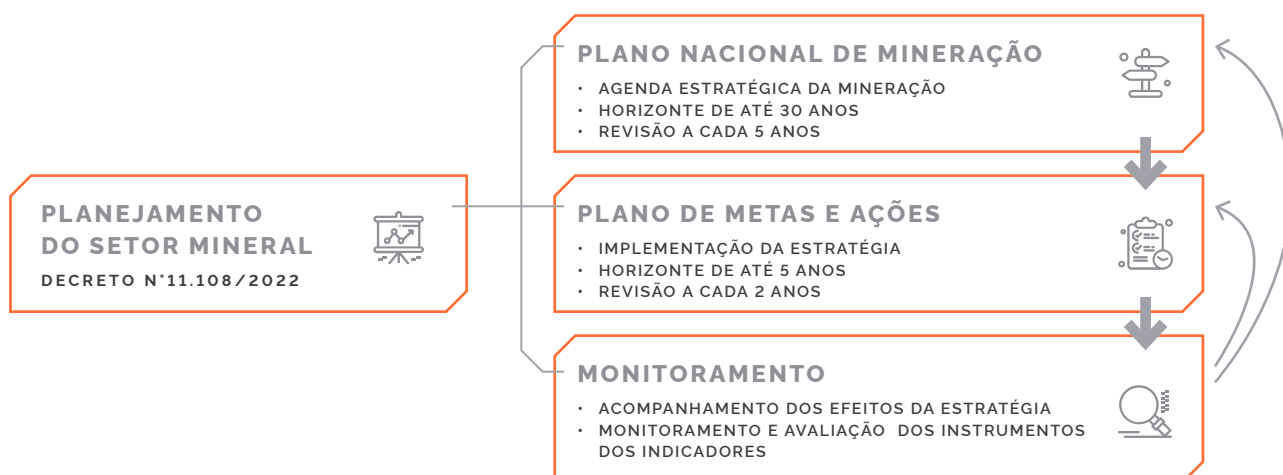 PLANEJAMENTO
DO SETOR MINERAL
DECRETO N°11.108/2022
PLANO NACIONAL DE MINERAÇÃO
• AGENDA ESTRATÉGICA DA MINERAÇÃO
• HORIZONTE DE ATÉ 30 ANOS
• REVISÃO A CADA 5 ANOS
PLANO DE METAS E AÇÕES
• IMPLEMENTAÇÃO DA ESTRATÉGIA
• HORIZONTE DE ATÉ 5 ANOS
• REVISÃO A CADA 2 ANOS
MONITORAMENTO
• ACOMPANHAMENTO DOS EFEITOS DA ESTRATÉGIA
• MONITORAMENTO E AVALIAÇÃO DOS INSTRUMENTOS
DOS INDICADORES